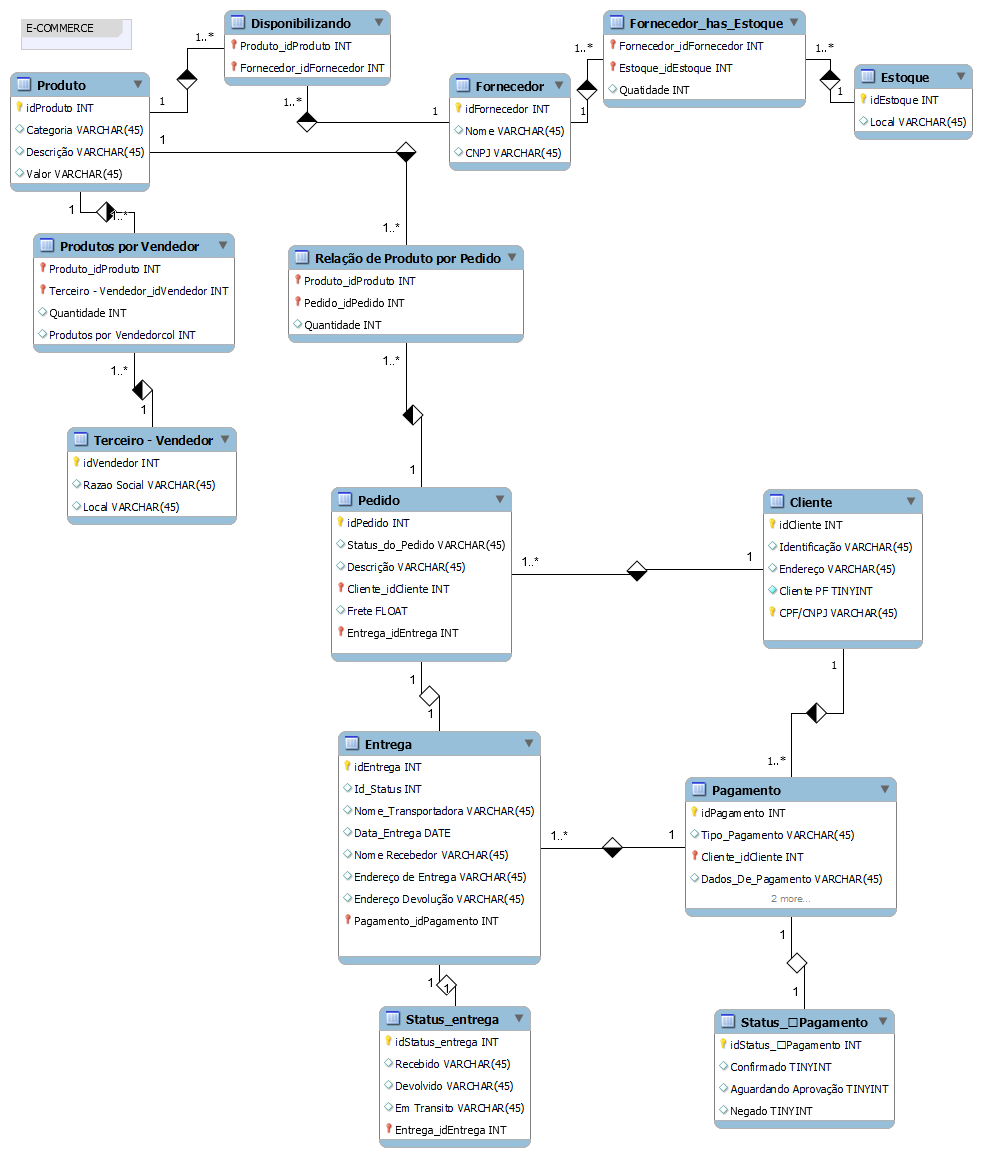 E-COMMERCE
Disponibilizando
Produto_idProduto INT
Fornecedor_idFornecedor INT
Fornecedor_has_Estoque
Fornecedor_idFornecedor INT
Estoque_idEstoque INT
Quatidade INT
Estoque
idEstoque INT
Local VARCHAR(45)
Fornecedor
idFornecedor INT
Nome VARCHAR(45)
CNPJ VARCHAR(45)
Produto
idProduto INT
Categoria VARCHAR(45)
Descrição VARCHAR(45)
Valor VARCHAR(45)
1..*
1
1..*
1
1..*
1
1..*
1
1
1..*
1
1..*
Produtos por Vendedor
Produto_idProduto INT
Terceiro - Vendedor_idVendedor INT
Quantidade INT
Produtos por Vendedorcol INT
Relação de Produto por Pedido
Produto_idProduto INT
Pedido_idPedido INT
Quantidade INT
1..*
1
1..*
1
Terceiro - Vendedor
idVendedor INT
Razao Social VARCHAR(45)
Local VARCHAR(45)
Pedido
idPedido INT
Status_do_Pedido VARCHAR(45)
Descrição VARCHAR(45)
Cliente_idCliente INT
Frete FLOAT
Entrega_idEntrega INT
1..*
1
Cliente
idCliente INT
Identificação VARCHAR(45)
Endereço VARCHAR(45)
Cliente PF TINYINT
CPF/CNPJ VARCHAR(45)
1
1
1
1..*
Entrega
idEntrega INT
Id_Status INT
Nome_Transportadora VARCHAR(45)
Data_Entrega DATE
Nome Recebedor VARCHAR(45)
Endereço de Entrega VARCHAR(45)
Endereço Devolução VARCHAR(45)
Pagamento_idPagamento INT
1..*
1
Pagamento
idPagamento INT
Tipo_Pagamento VARCHAR(45)
Cliente_idCliente INT
Dados_De_Pagamento VARCHAR(45)
2 more...
1
1
1
1
Status_entrega
idStatus_entrega INT
Recebido VARCHAR(45)
Devolvido VARCHAR(45)
Em Transito VARCHAR(45)
Entrega_idEntrega INT
Status_□Pagamento
idStatus_□Pagamento INT
Confirmado TINYINT
Aguardando Aprovação TINYINT
Negado TINYINT